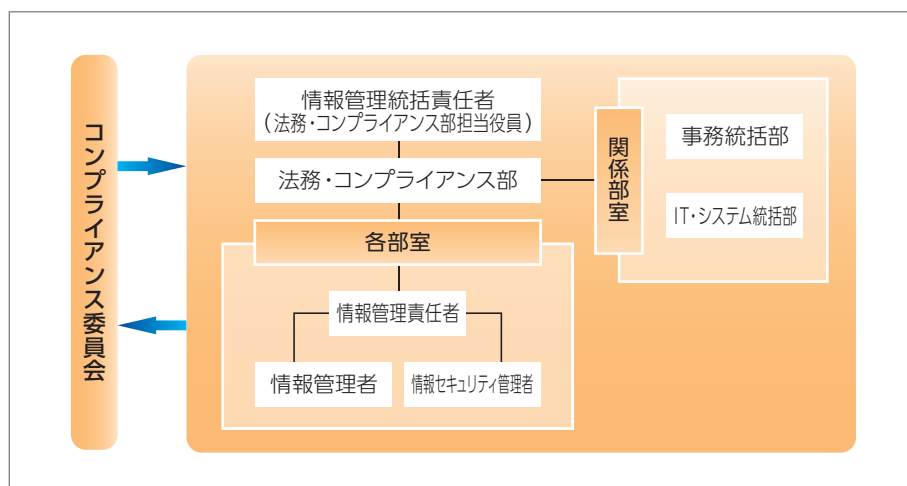 コンプライアンス委員会
情報管理統括責任者
(法務・コンプライアンス部担当役員)
法務・コンプライアンス部
関係部室
事務統括部
IT・システム統括部
各部室
情報管理責任者
情報管理者
情報セキュリティ管理者